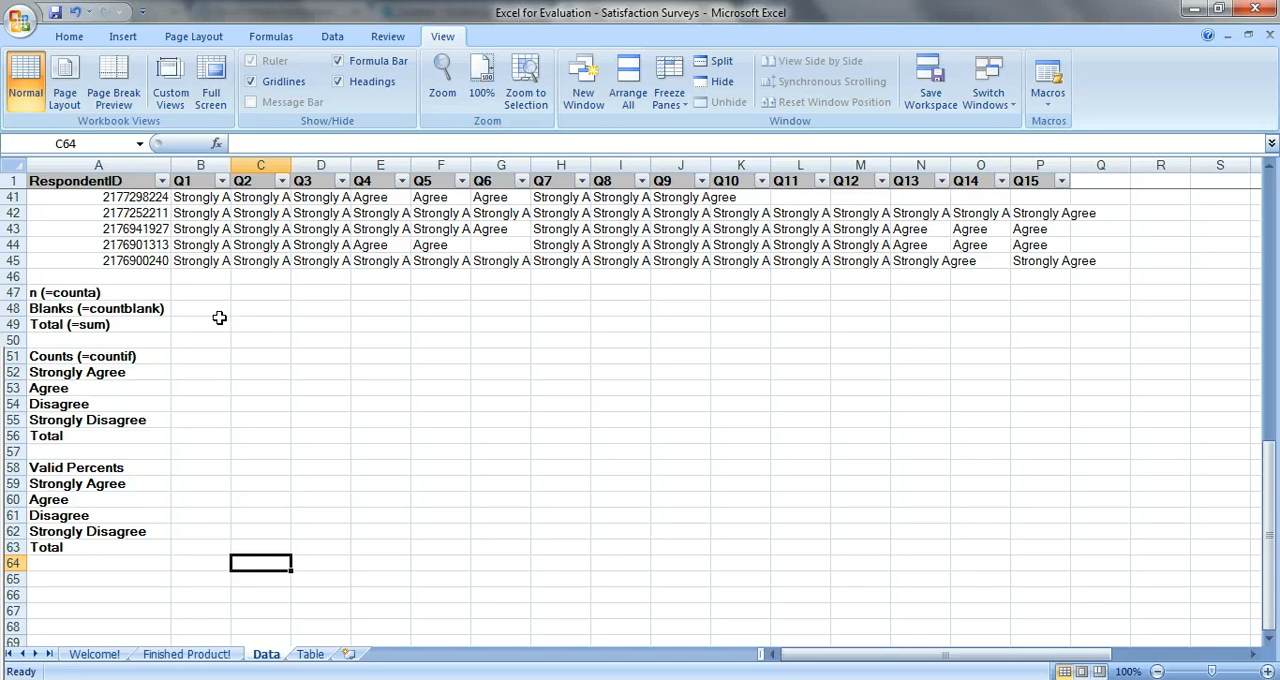 Excel for Evaluation - Satisfaction Surveys - Microsoft Excel
Home Insert Page Layout Formulas Data Review View
Normal Page Layout Page Break Preview Custom Views Full Screen
Workbook Views
Ruler Formula Bar
Gridlines Headings
Message Bar
Show/Hide
Zoom 100% Zoom to Selection
Zoom
New Window Arrange All Freeze Panes
Split View Side by Side
Hide Synchronous Scrolling
Unhide Reset Window Position
Save Workspace Switch Windows
Window
Macros
Macros
C64 fx
A B C D E F G H I J K L M N O P Q R S
1 RespondentID Q1 Q2 Q3 Q4 Q5 Q6 Q7 Q8 Q9 Q10 Q11 Q12 Q13 Q14 Q15
41 2177298224 Strongly A Strongly A Strongly A Agree Agree Agree Strongly A Strongly A Strongly Agree
42 2177252211 Strongly A Strongly A Strongly A Strongly A Strongly A Strongly A Strongly A Strongly A Strongly A Strongly A Strongly A Strongly A Strongly A Strongly A Strongly Agree
43 2176941927 Strongly A Strongly A Strongly A Strongly A Strongly A Agree Strongly A Strongly A Strongly A Strongly A Strongly A Strongly A Agree Agree Agree
44 2176901313 Strongly A Strongly A Strongly A Agree Agree Strongly A Strongly A Strongly A Strongly A Strongly A Strongly A Agree Agree Agree
45 2176900240 Strongly A Strongly A Strongly A Strongly A Strongly A Strongly A Strongly A Strongly A Strongly A Strongly A Strongly A Strongly A Strongly Agree Strongly Agree
46
47 n (=counta)
48 Blanks (=countblank)
49 Total (=sum)
50
51 Counts (=countif)
52 Strongly Agree
53 Agree
54 Disagree
55 Strongly Disagree
56 Total
57
58 Valid Percents
59 Strongly Agree
60 Agree
61 Disagree
62 Strongly Disagree
63 Total
64
65
66
67
68
69
Welcome! Finished Product! Data Table
Ready 100%